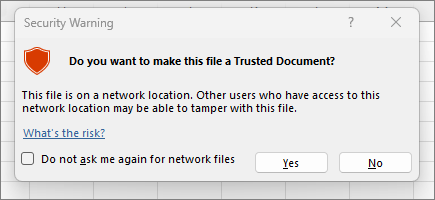 Security Warning ?
Do you want to make this file a Trusted Document?
This file is on a network location. Other users who have access to this
network location may be able to tamper with this file.
What's the risk?
Do not ask me again for network files
Yes No